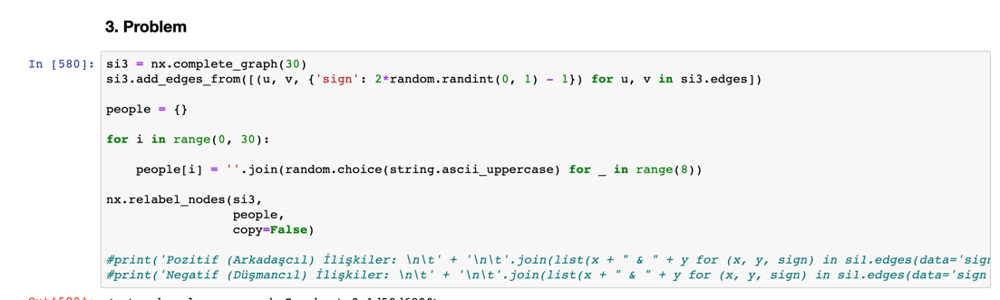 3. Problem
In [580]: si3 = nx.complete_graph(30)
si3.add_edges_from([(u, v, {'sign': 2*random.randint(0, 1) - 1}) for u, v in si3.edges])
people = {}
for i in range(0, 30):
people[i] = ''.join(random.choice(string.ascii_uppercase) for _ in range(8))
nx.relabel_nodes(si3,
people,
copy=False)
#print('Pozitif (Arkadaşcıl) İlişkiler: \n\t' + '\n\t'.join(list(x + " & " + y for (x, y, sign) in si1.edges(data='sign
#print('Negatif (Düşmancıl) İlişkiler: \n\t' + '\n\t'.join(list(x + " & " + y for (x, y, sign) in si1.edges(data='sign